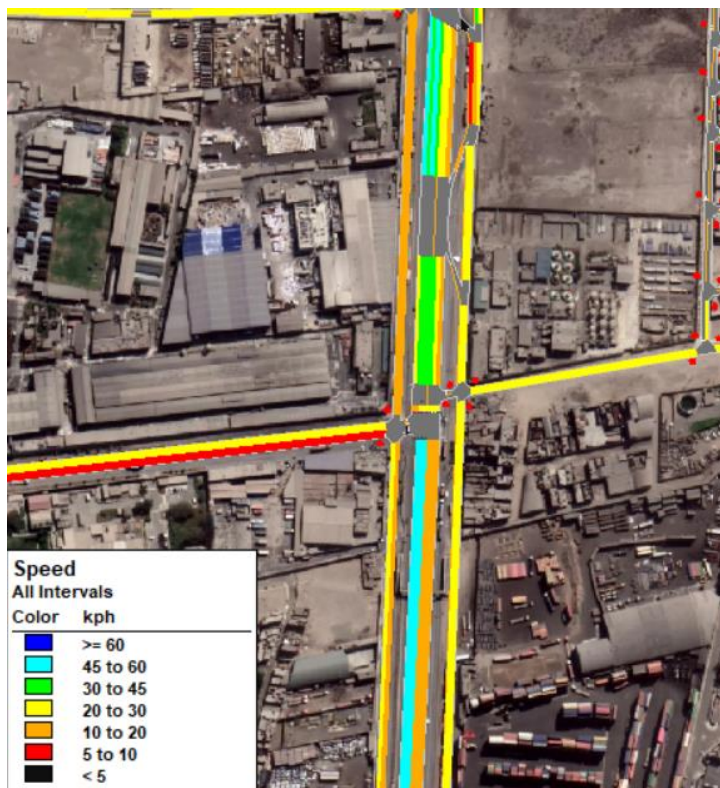 Speed
All Intervals
Color kph
>= 60
45 to 60
30 to 45
20 to 30
10 to 20
5 to 10
< 5